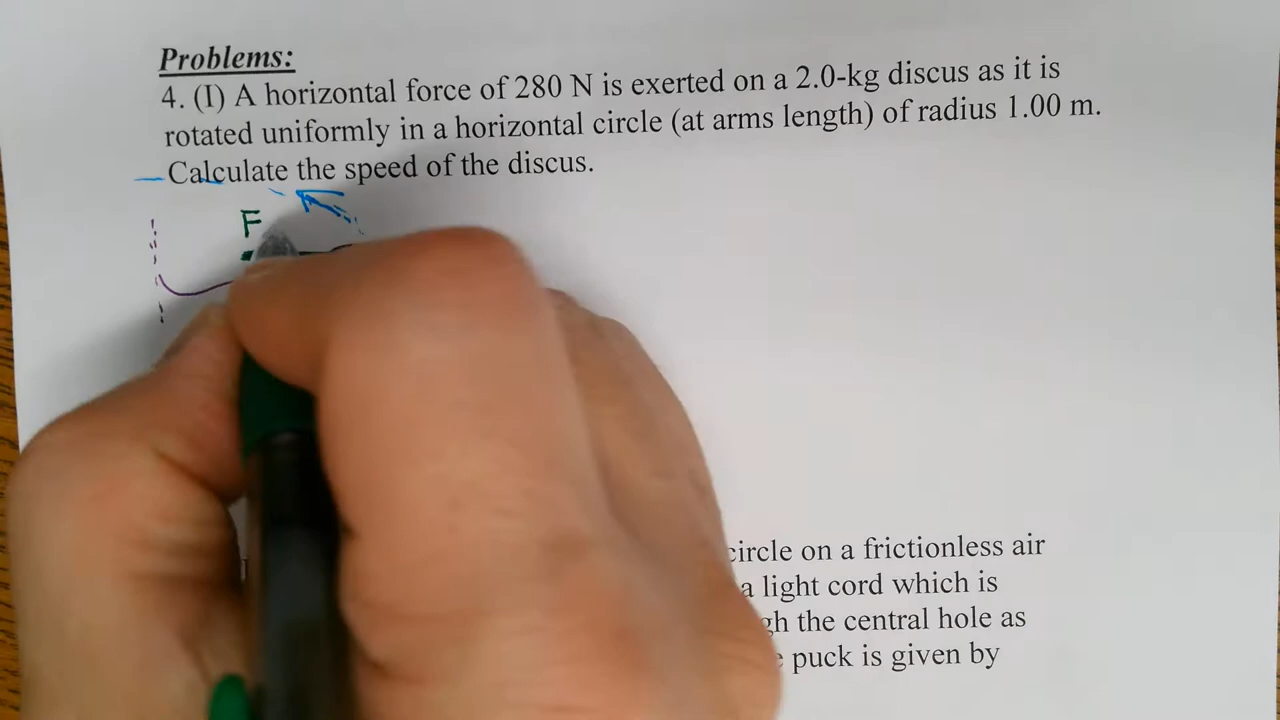 Problems:
4. (I) A horizontal force of 280 N is exerted on a 2.0-kg discus as it is
rotated uniformly in a horizontal circle (at arms length) of radius 1.00 m.
Calculate the speed of the discus.
F
circle on a frictionless air
a light cord which is
the central hole as
puck is given by